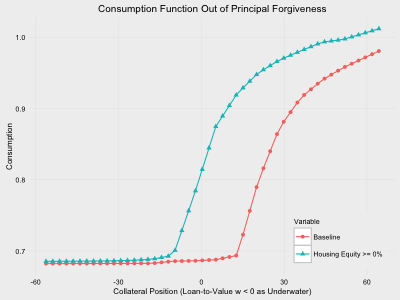 Consumption Function Out of Principal Forgiveness
1.0
0.9
0.8
0.7
Consumption
-60
-30
0
30
60
Collateral Position (Loan-to-Value w < 0 as Underwater)
Variable
Baseline
Housing Equity >= 0%